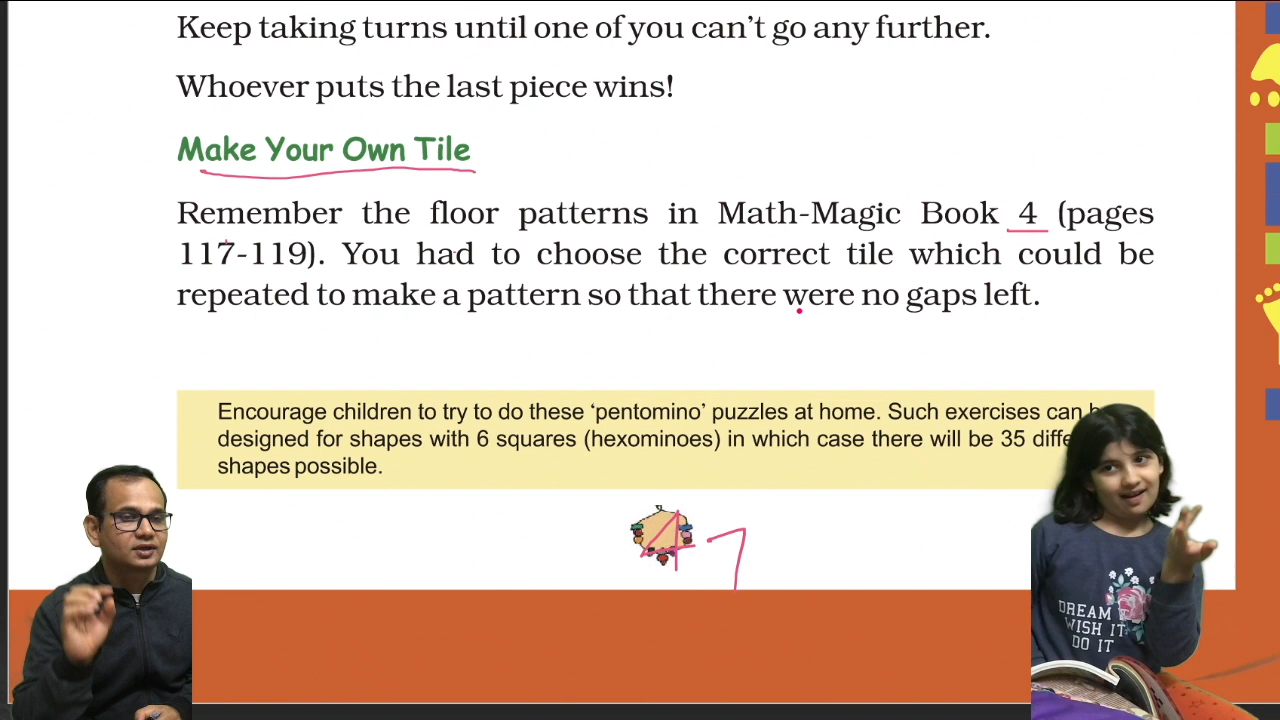 Keep taking turns until one of you can't go any further.
Whoever puts the last piece wins!
Make Your Own Tile
Remember the floor patterns in Math-Magic Book 4 (pages
117-119). You had to choose the correct tile which could be
repeated to make a pattern so that there were no gaps left.
Encourage children to try to do these ‘pentomino’ puzzles at home. Such exercises can
designed for shapes with 6 squares (hexominoes) in which case there will be 35
shapes possible.
47
DREAM
WISH IT
DO IT